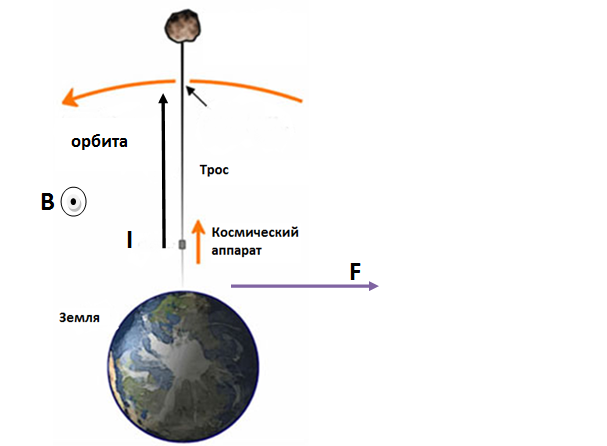 орбита
Трос
B
I
Космический
аппарат
F
Земля